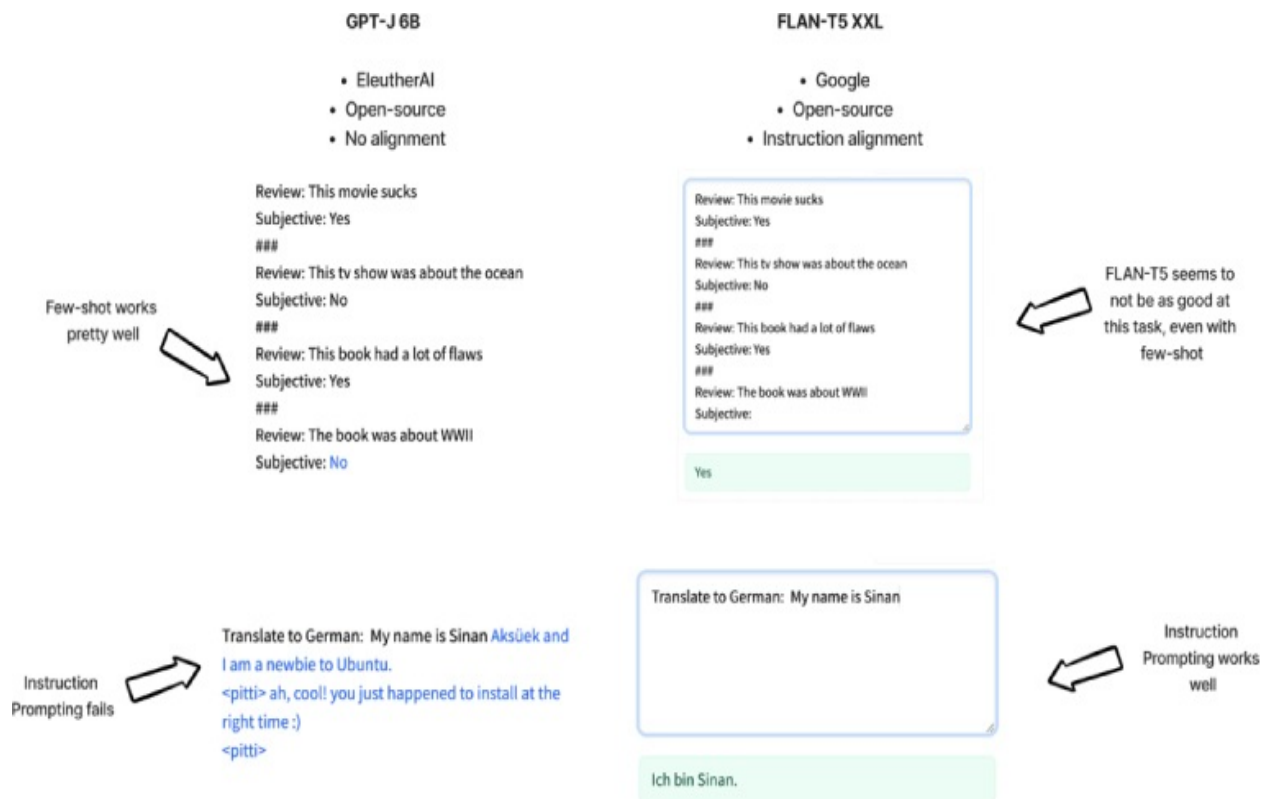 GPT-J 6B
• EleutherAI
• Open-source
• No alignment
Review: This movie sucks
Subjective: Yes
###
Review: This tv show was about the ocean
Subjective: No
###
Review: This book had a lot of flaws
Subjective: Yes
###
Review: The book was about WWII
Subjective: No
Few-shot works
pretty well
FLAN-T5 XXL
• Google
• Open-source
• Instruction alignment
Review: This movie sucks
Subjective: Yes
###
Review: This tv show was about the ocean
Subjective: No
###
Review: This book had a lot of flaws
Subjective: Yes
###
Review: The book was about WWII
Subjective:
Yes
FLAN-T5 seems to
not be as good at
this task, even with
few-shot
Instruction
Prompting fails
Translate to German: My name is Sinan Aksüek and
I am a newbie to Ubuntu.
<pitti> ah, cool! you just happened to install at the
right time :)
<pitti>
Translate to German: My name is Sinan
Ich bin Sinan.
Instruction
Prompting works
well